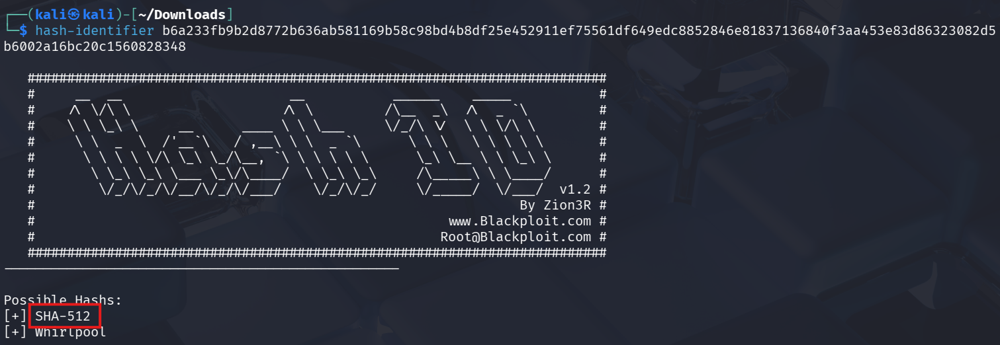 ┌──(kali㉿kali)-[~/Downloads]
└─$ hash-identifier b6a233fb9b2d8772b636ab581169b58c98bd4b8df25e452911ef75561df649edc8852846e81837136840f3aa453e83d86323082d5
b6002a16bc20c1560828348
   #########################################################################
   #     __  __                     __           ______    _____           #
   #    /\ \/\ \                   /\ \         /\__  _\  /\  _ `\         #
   #    \ \ \_\ \     __      ____ \ \ \___     \/_/\ \/  \ \ \/\ \        #
   #     \ \  _  \  /'__`\   / ,__\ \ \  _ `\      \ \ \   \ \ \ \ \       #
   #      \ \ \ \ \/\ \_\ \_/\__, `\ \ \ \ \ \      \_\ \__ \ \ \_\ \      #
   #       \ \_\ \_\ \___ \_\/\____/  \ \_\ \_\     /\_____\ \ \____/      #
   #        \/_/\/_/\/__/\/_/\/___/    \/_/\/_/     \/_____/  \/___/  v1.2 #
   #                                                             By Zion3R #
   #                                                    www.Blackploit.com #
   #                                                   Root@Blackploit.com #
   #########################################################################
--------------------------------------------------
Possible Hashs:
[+] SHA-512
[+] Whirlpool